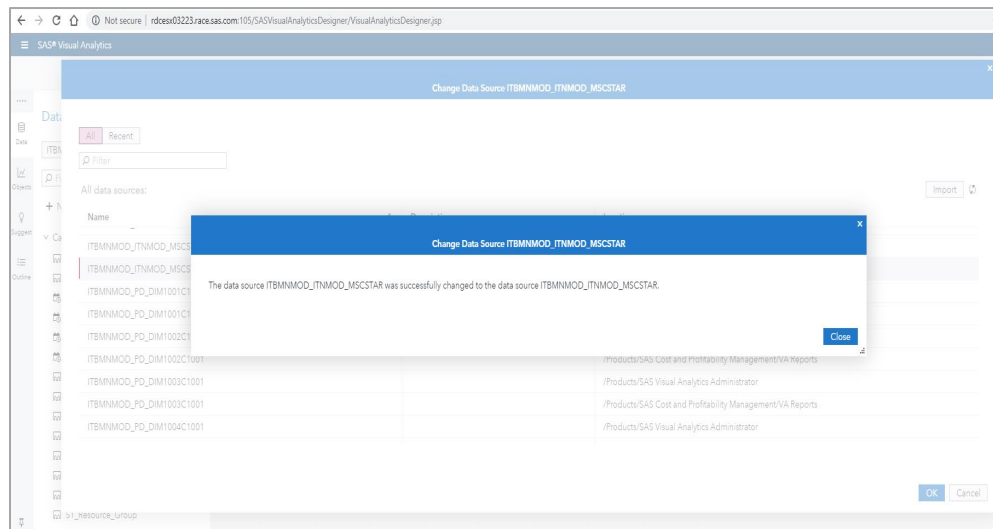 Not secure | rdcesx03223.race.sas.com:105/SASVisualAnalyticsDesigner/VisualAnalyticsDesigner.jsp
SAS® Visual Analytics
x
Change Data Source ITBMNMOD_ITNMOD_MSCSTAR
Data
All Recent
Data
ITBM
Filter
Objects
All data sources:
Import
Name
Suggest
x
Change Data Source ITBMNMOD_ITNMOD_MSCSTAR
ITBMNMOD_ITNMOD_MSCS
Outline
ITBMNMOD_ITNMOD_MSCS
The data source ITBMNMOD_ITNMOD_MSCSTAR was successfully changed to the data source ITBMNMOD_ITNMOD_MSCSTAR.
ITBMNMOD_PD_DIM1001C1
ITBMNMOD_PD_DIM1001C1
ITBMNMOD_PD_DIM1002C1
Close
ITBMNMOD_PD_DIM1002C1001 /Products/SAS Cost and Profitability Management/VA Reports
ITBMNMOD_PD_DIM1003C1001 /Products/SAS Visual Analytics Administrator
ITBMNMOD_PD_DIM1003C1001 /Products/SAS Cost and Profitability Management/VA Reports
ITBMNMOD_PD_DIM1004C1001 /Products/SAS Visual Analytics Administrator
OK Cancel
S1_Resource_Group